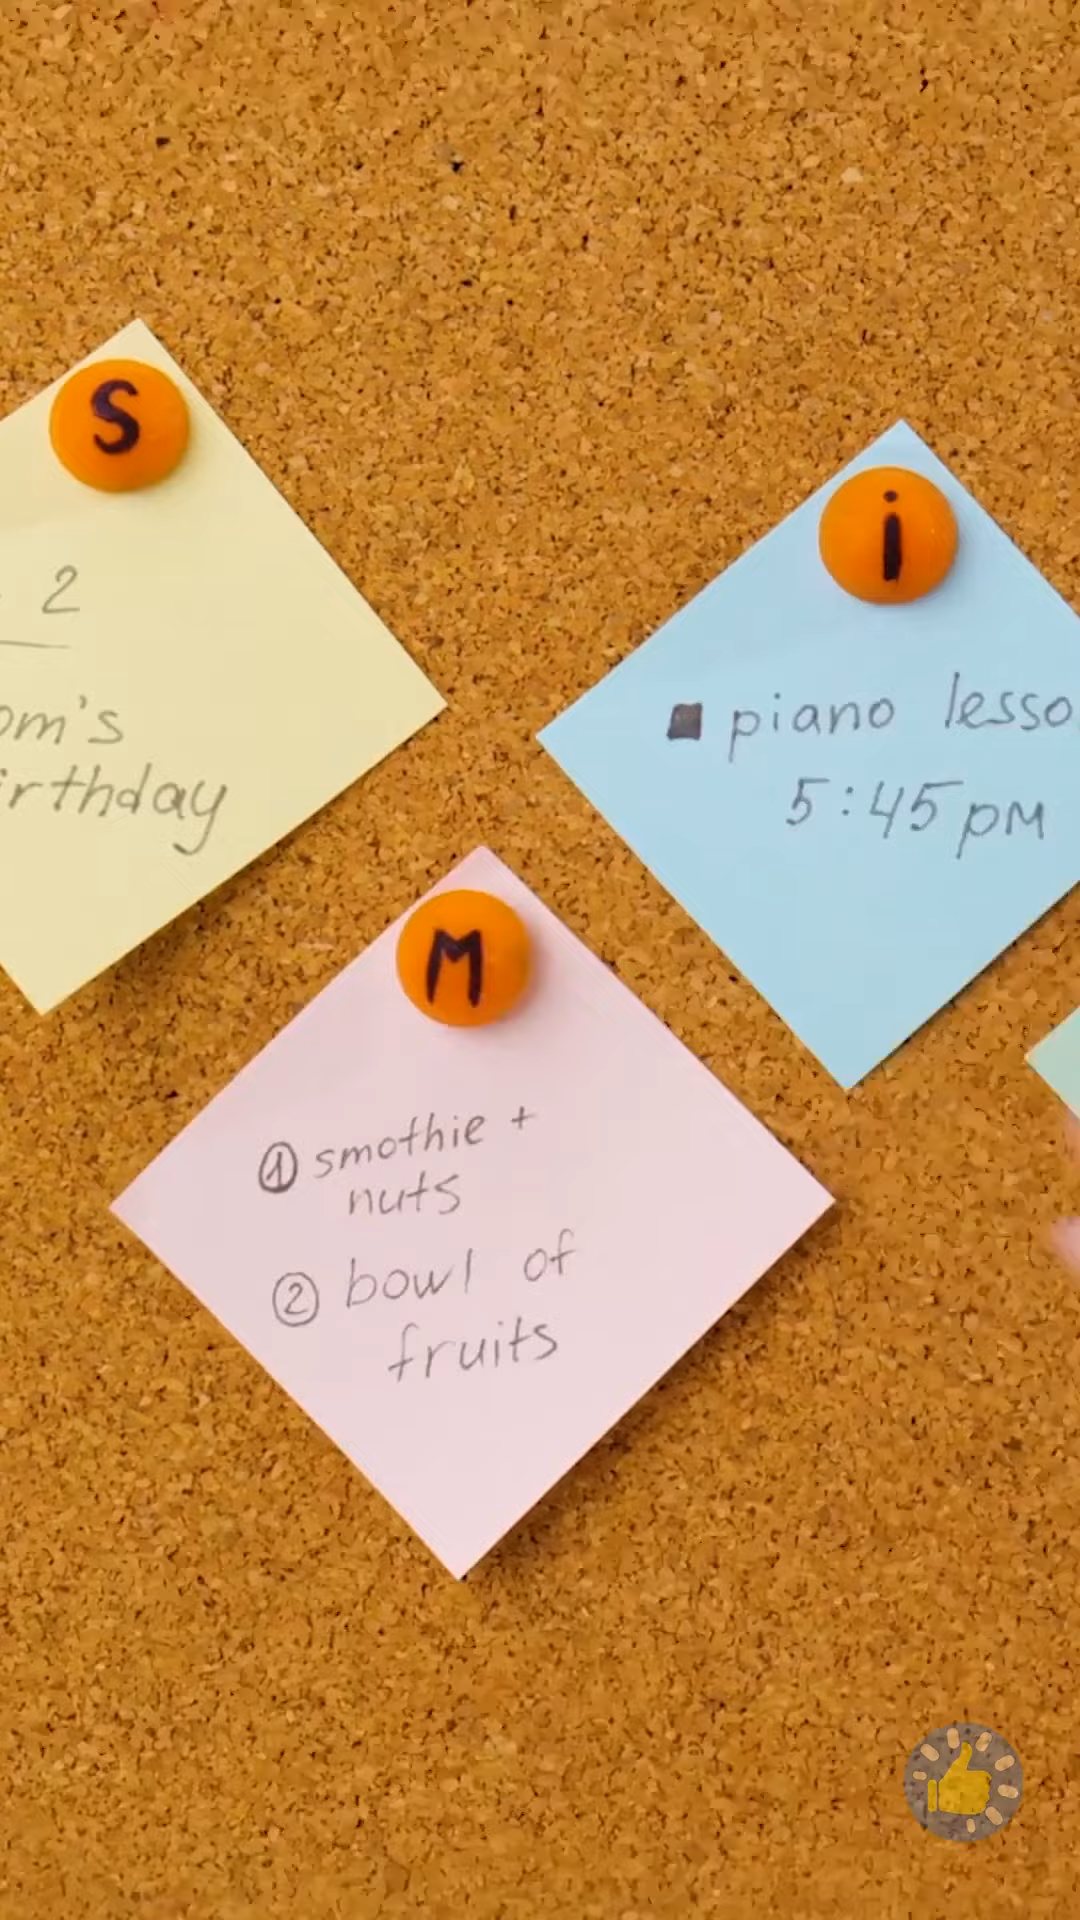 S
2
om's
irthday
i
piano lesso
5:45 pm
M
① smothie +
nuts
② bowl of
fruits